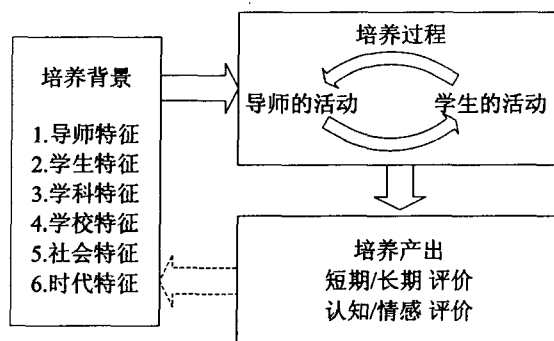 培养背景
1.导师特征
2.学生特征
3.学科特征
4.学校特征
5.社会特征
6.时代特征
培养过程
导师的活动 学生的活动
培养产出
短期/长期 评价
认知/情感 评价